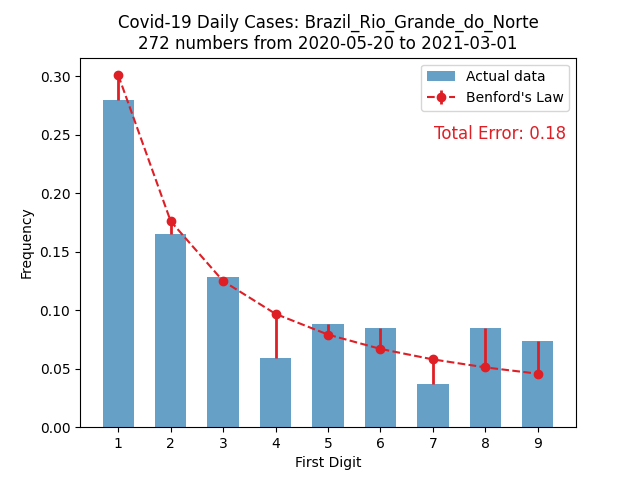 Covid-19 Daily Cases: Brazil_Rio_Grande_do_Norte
272 numbers from 2020-05-20 to 2021-03-01
Actual data
Benford's Law
Total Error: 0.18
Frequency
0.30
0.25
0.20
0.15
0.10
0.05
0.00
1 2 3 4 5 6 7 8 9
First Digit